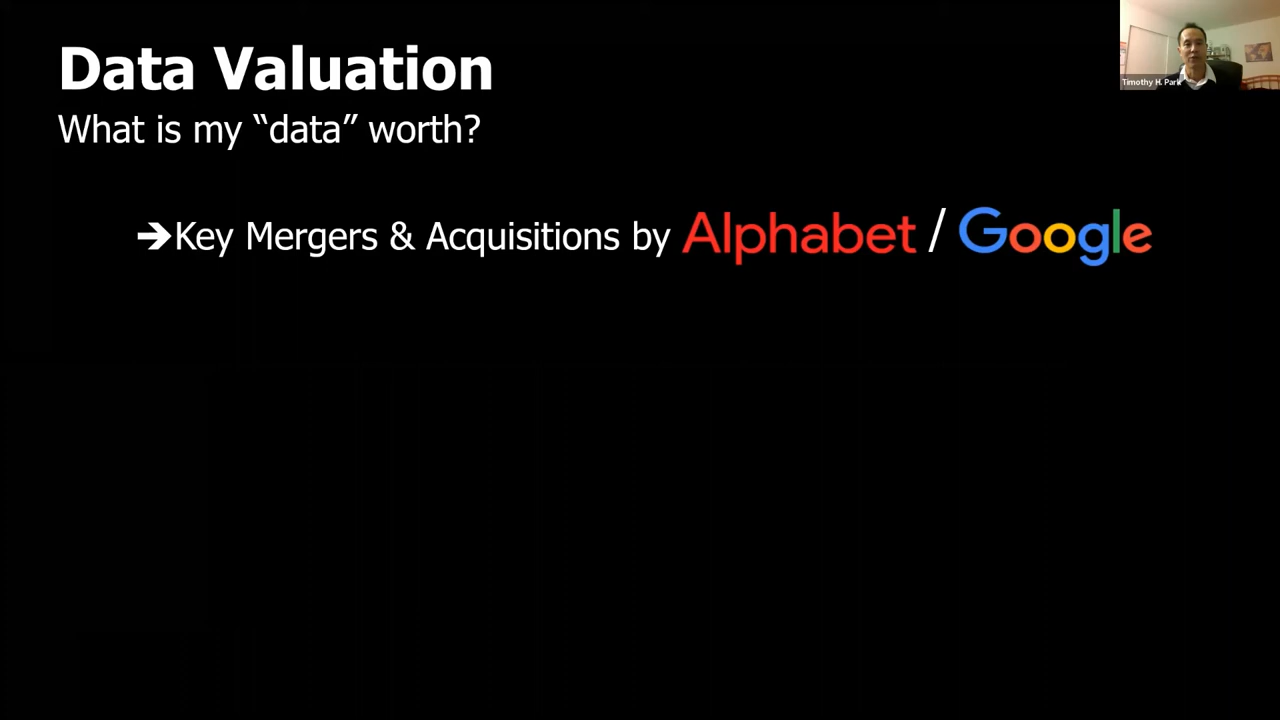 Data Valuation
What is my “data” worth?
➔Key Mergers & Acquisitions by Alphabet / Google
Timothy H. Park